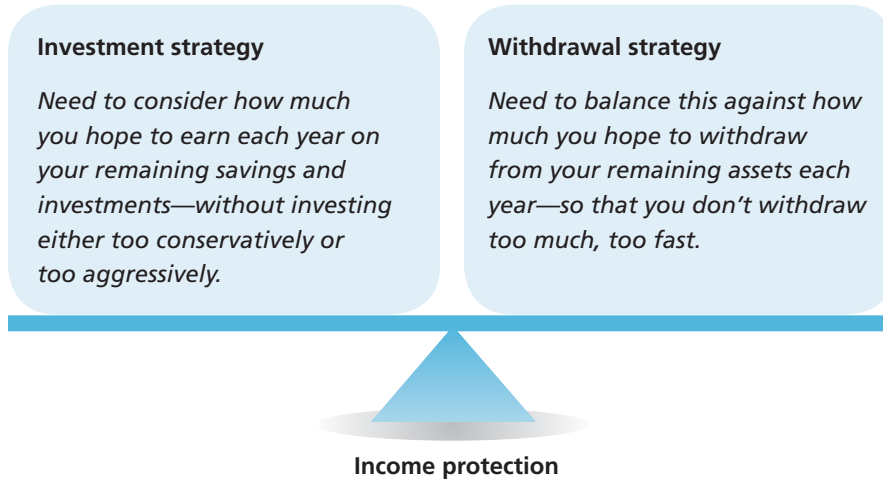 Investment strategy
Need to consider how much
you hope to earn each year on
your remaining savings and
investments—without investing
either too conservatively or
too aggressively.
Withdrawal strategy
Need to balance this against how
much you hope to withdraw
from your remaining assets each
year—so that you don’t withdraw
too much, too fast.
Income protection